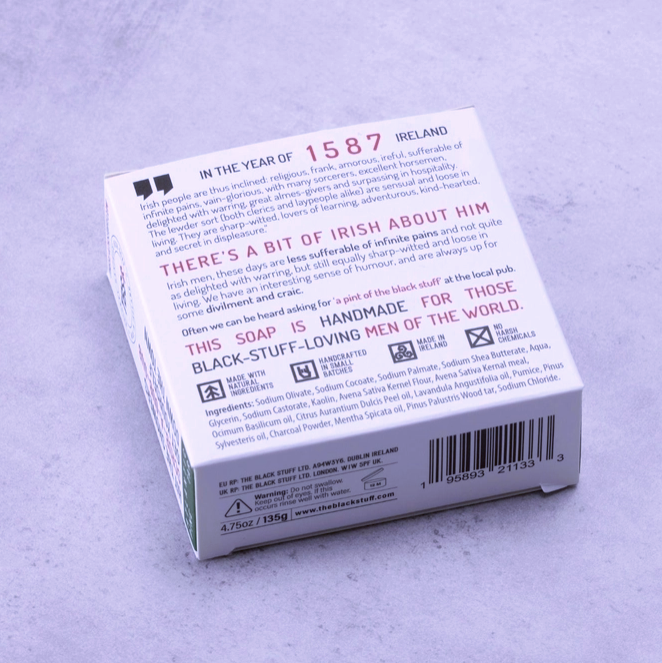 IN THE YEAR OF 1587 IRELAND
Irish people are thus inclined: religious, frank, amorous, ireful, sufferable of
infinite pains, vain-glorious, with many sorcerers, excellent horsemen,
delighted with warring, great almes-givers and surpassing in hospitality.
The lewder sort (both clerics and laypeople alike) are sensual and loose in
living. They are sharp-witted, lovers of learning, adventurous, kind-hearted,
and secret in displeasure."
THERE'S A BIT OF IRISH ABOUT HIM
Irish men, these days are less sufferable of infinite pains and not quite
as delighted with warring, but still equally sharp-witted and loose in
living. We have an interesting sense of humour, and are always up for
some divilment and craic.
Often we can be heard asking for 'a pint of the black stuff' at the local pub.
THIS SOAP IS HANDMADE FOR THOSE
BLACK-STUFF-LOVING MEN OF THE WORLD.
MADE WITH
NATURAL
INGREDIENTS
HANDCRAFTED
IN SMALL
BATCHES
MADE IN
IRELAND
NO
HARSH
CHEMICALS
Ingredients: Sodium Olivate, Sodium Cocoate, Sodium Palmate, Sodium Shea Butterate, Aqua,
Glycerin, Sodium Castorate, Kaolin, Avena Sativa Kernel Flour, Avena Sativa Kernal meal,
Ocimum Basilicum oil, Citrus Aurantium Dulcis Peel oil, Lavandula Angustifolia oil, Pumice, Pinus
Sylvesteris oil, Charcoal Powder, Mentha Spicata oil, Pinus Palustris Wood tar, Sodium Chloride.
EU RP: THE BLACK STUFF LTD. A94W3Y6. DUBLIN IRELAND
UK RP: THE BLACK STUFF LTD. LONDON. W1W 5PF UK.
Warning: Do not swallow.
Keep out of eyes. If this
occurs rinse well with water.
4.75oz / 135g www.theblackstuff.com
1 95893 21133 3